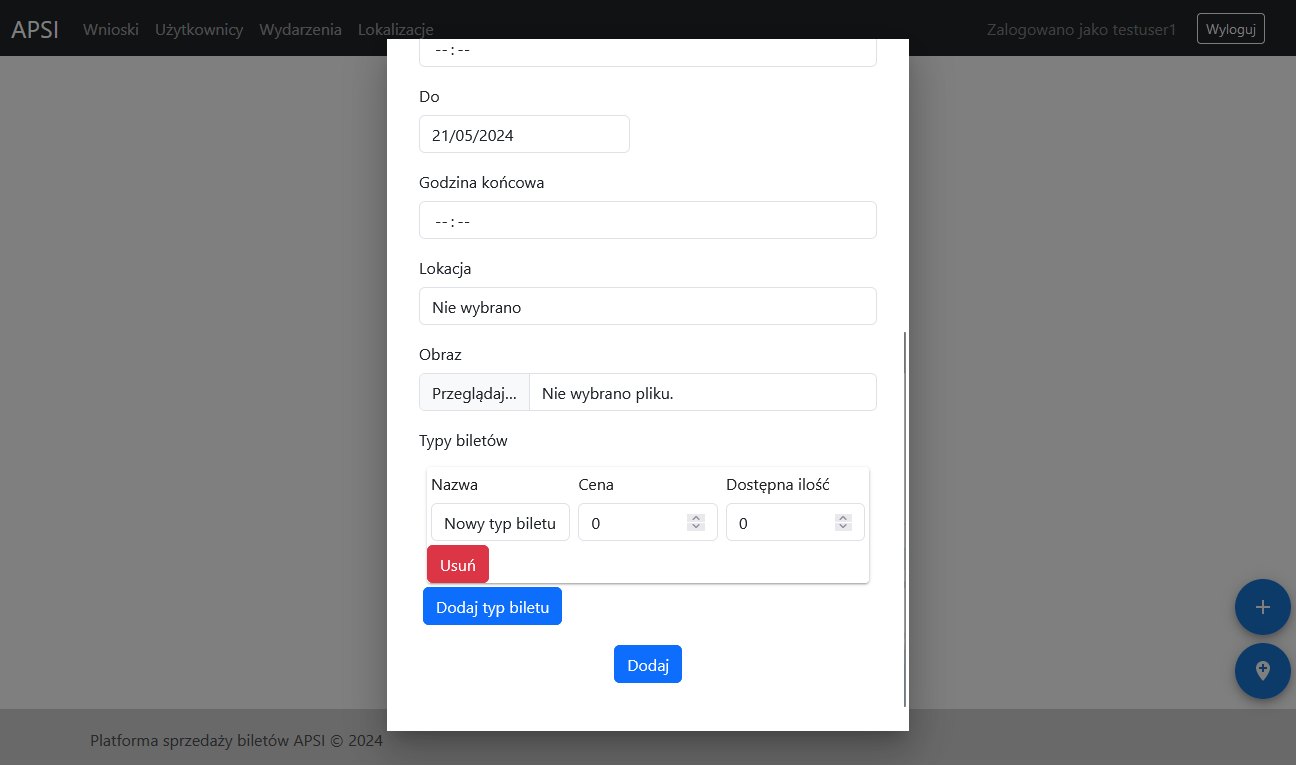 APSI Wnioski Użytkownicy Wydarzenia Lokalizacje Zalogowano jako testuser1 Wyloguj
--:--
Do
21/05/2024
Godzina końcowa
--:--
Lokacja
Nie wybrano
Obraz
Przeglądaj... Nie wybrano pliku.
Typy biletów
Nazwa Cena Dostępna ilość
Nowy typ biletu 0 0
Usuń
Dodaj typ biletu
Dodaj
Platforma sprzedaży biletów APSI © 2024